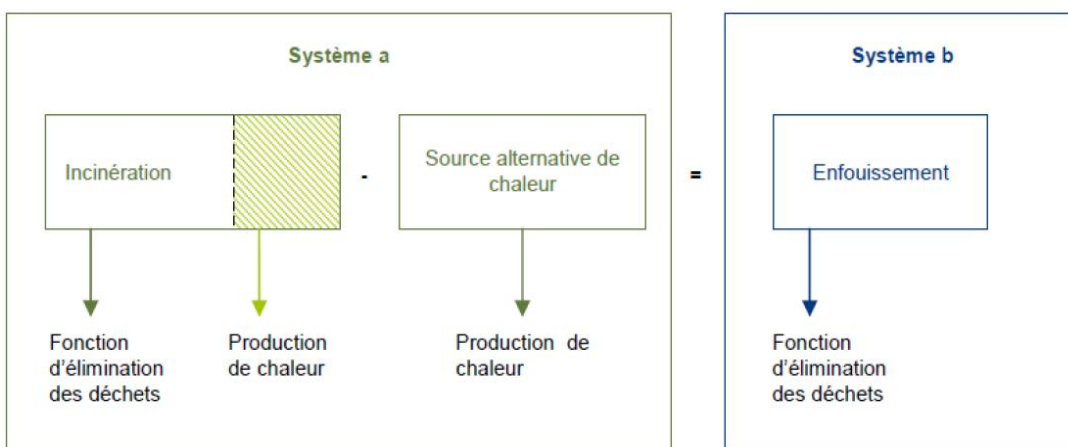 Système a
Système b
Incinération
-
Source alternative de
chaleur
=
Enfouissement
Fonction
d'élimination
des déchets
Production
de chaleur
Production de
chaleur
Fonction
d'élimination
des déchets